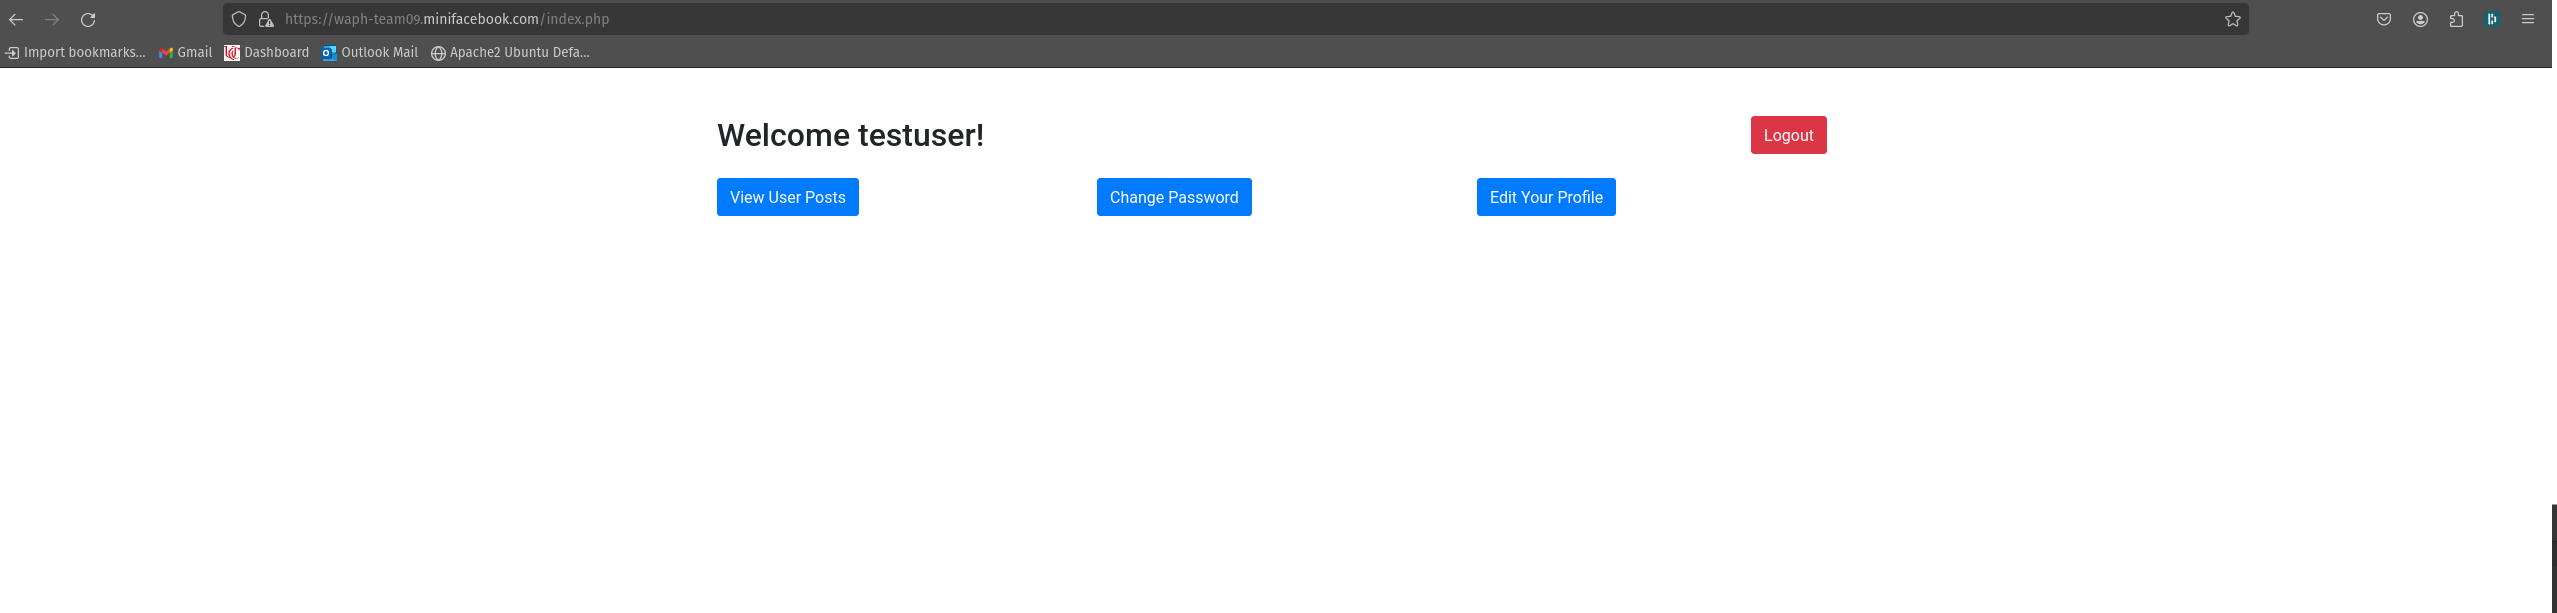 https://waph-team09.minifacebook.com/index.php
Import bookmarks... Gmail Dashboard Outlook Mail Apache2 Ubuntu Defa...
Welcome testuser! Logout
View User Posts Change Password Edit Your Profile